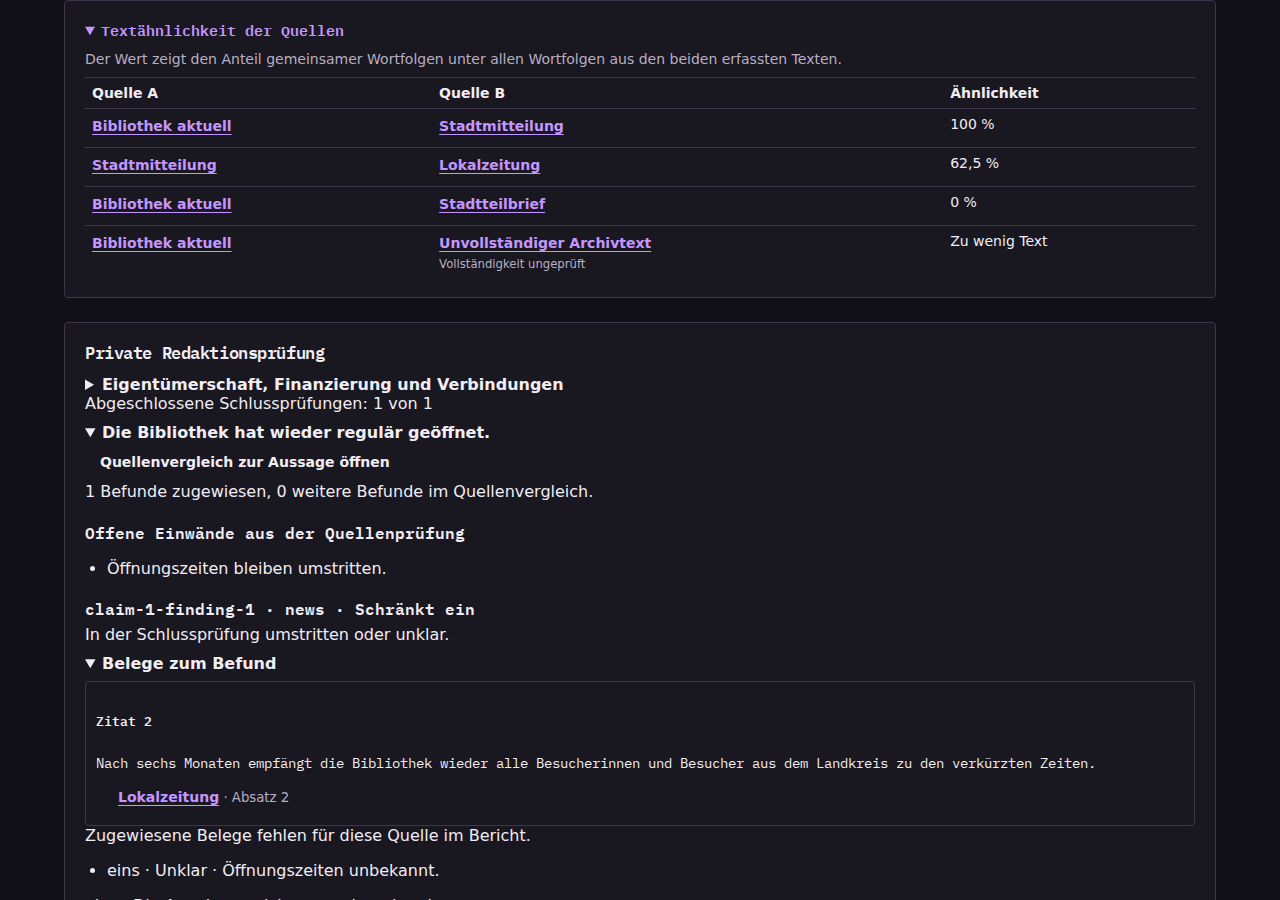 Textähnlichkeit der Quellen
Der Wert zeigt den Anteil gemeinsamer Wortfolgen unter allen Wortfolgen aus den beiden erfassten Texten.
Quelle A Quelle B Ähnlichkeit
Bibliothek aktuell Stadtmitteilung 100 %
Stadtmitteilung Lokalzeitung 62,5 %
Bibliothek aktuell Stadtteilbrief 0 %
Bibliothek aktuell Unvollständiger Archivtext Zu wenig Text
Vollständigkeit ungeprüft
Private Redaktionsprüfung
Eigentümerschaft, Finanzierung und Verbindungen
Abgeschlossene Schlussprüfungen: 1 von 1
Die Bibliothek hat wieder regulär geöffnet.
Quellenvergleich zur Aussage öffnen
1 Befunde zugewiesen, 0 weitere Befunde im Quellenvergleich.
Offene Einwände aus der Quellenprüfung
• Öffnungszeiten bleiben umstritten.
claim-1-finding-1 · news · Schränkt ein
In der Schlussprüfung umstritten oder unklar.
Belege zum Befund
Zitat 2
Nach sechs Monaten empfängt die Bibliothek wieder alle Besucherinnen und Besucher aus dem Landkreis zu den verkürzten Zeiten.
Lokalzeitung · Absatz 2
Zugewiesene Belege fehlen für diese Quelle im Bericht.
• eins · Unklar · Öffnungszeiten unbekannt.